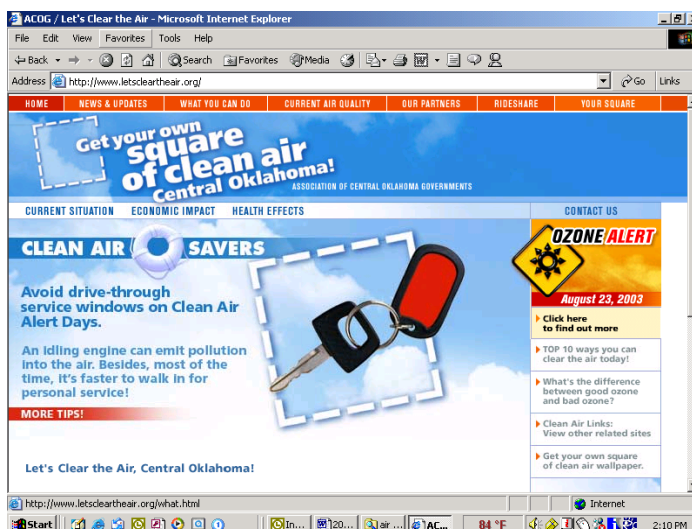 ACOG / Let's Clear the Air - Microsoft Internet Explorer
File Edit View Favorites Tools Help
Back Search Favorites Media
Address http://www.letscleartheair.org/ Go Links
HOME NEWS & UPDATES WHAT YOU CAN DO CURRENT AIR QUALITY OUR PARTNERS RIDESHARE YOUR SQUARE
Get your own
square
of clean air
Central Oklahoma!
ASSOCIATION OF CENTRAL OKLAHOMA GOVERNMENTS
CURRENT SITUATION ECONOMIC IMPACT HEALTH EFFECTS CONTACT US
CLEAN AIR SAVERS
Avoid drive-through
service windows on Clean Air
Alert Days.
An idling engine can emit pollution
into the air. Besides, most of the
time, it's faster to walk in for
personal service!
MORE TIPS!
Let's Clear the Air, Central Oklahoma!
OZONE ALERT
August 23, 2003
Click here
to find out more
TOP 10 ways you can
clear the air today!
What's the difference
between good ozone
and bad ozone?
Clean Air Links:
View other related sites
Get your own square
of clean air wallpaper.
http://www.letscleartheair.org/what.html Internet
Start In... 20... air ... AC... 84 °F 2:10 PM